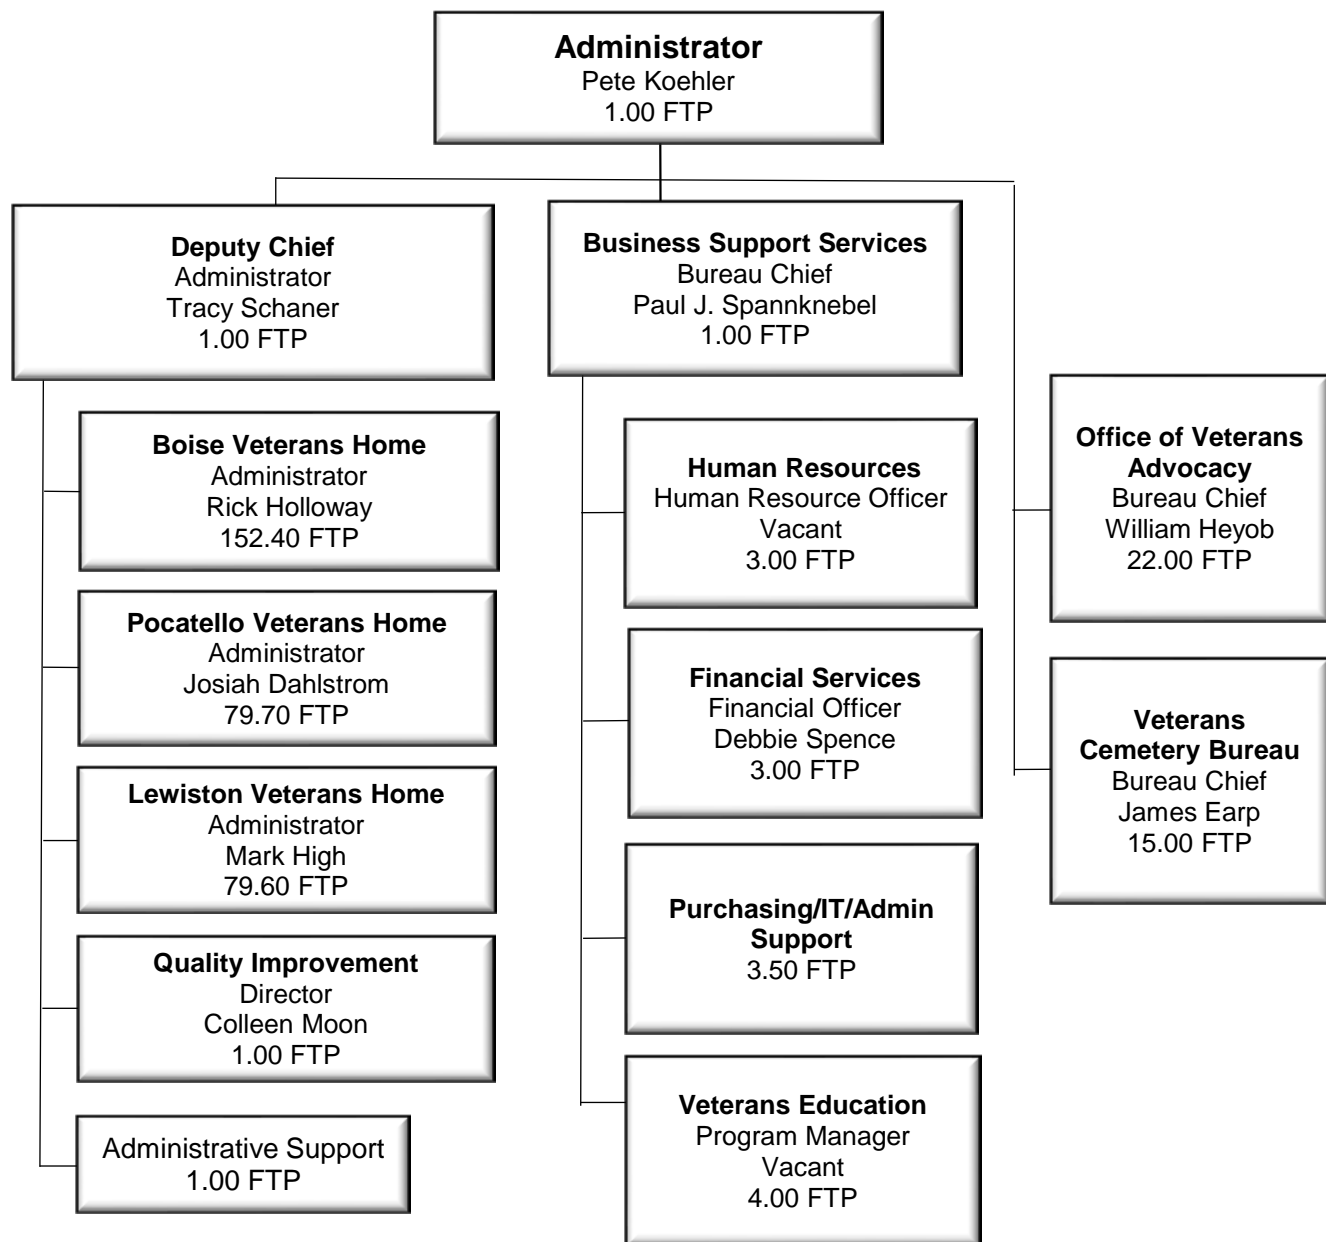 Administrator
Pete Koehler
1.00 FTP
Deputy Chief
Administrator
Tracy Schaner
1.00 FTP
Business Support Services
Bureau Chief
Paul J. Spannknebel
1.00 FTP
Boise Veterans Home
Administrator
Rick Holloway
152.40 FTP
Pocatello Veterans Home
Administrator
Josiah Dahlstrom
79.70 FTP
Lewiston Veterans Home
Administrator
Mark High
79.60 FTP
Quality Improvement
Director
Colleen Moon
1.00 FTP
Administrative Support
1.00 FTP
Human Resources
Human Resource Officer
Vacant
3.00 FTP
Financial Services
Financial Officer
Debbie Spence
3.00 FTP
Purchasing/IT/Admin
Support
3.50 FTP
Veterans Education
Program Manager
Vacant
4.00 FTP
Office of Veterans
Advocacy
Bureau Chief
William Heyob
22.00 FTP
Veterans
Cemetery Bureau
Bureau Chief
James Earp
15.00 FTP